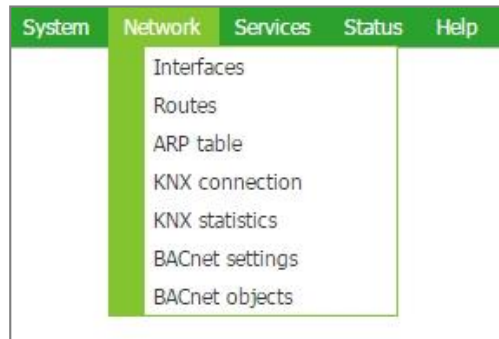 System Network Services Status Help
Interfaces
Routes
ARP table
KNX connection
KNX statistics
BACnet settings
BACnet objects